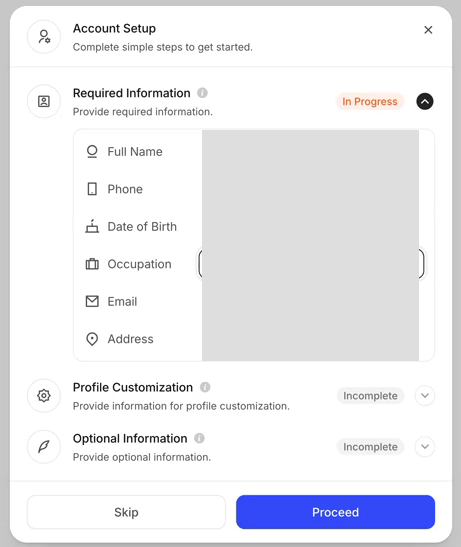 Account Setup
Complete simple steps to get started.
Required Information
In Progress
Provide required information.
Full Name
Phone
Date of Birth
Occupation
Email
Address
Profile Customization
Incomplete
Provide information for profile customization.
Optional Information
Incomplete
Provide optional information.
Skip
Proceed